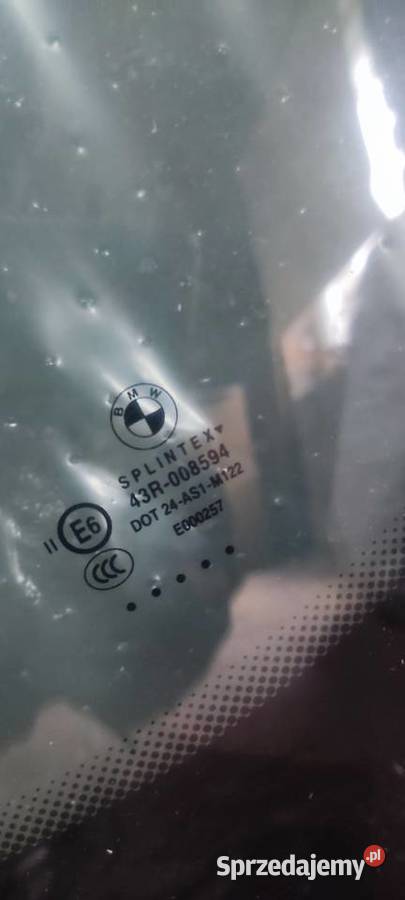 BMW
SPLINTEX
43R-008594
DOT 24-AS1-M122
E000257
II E6
CCC
Sprzedajemy.pl